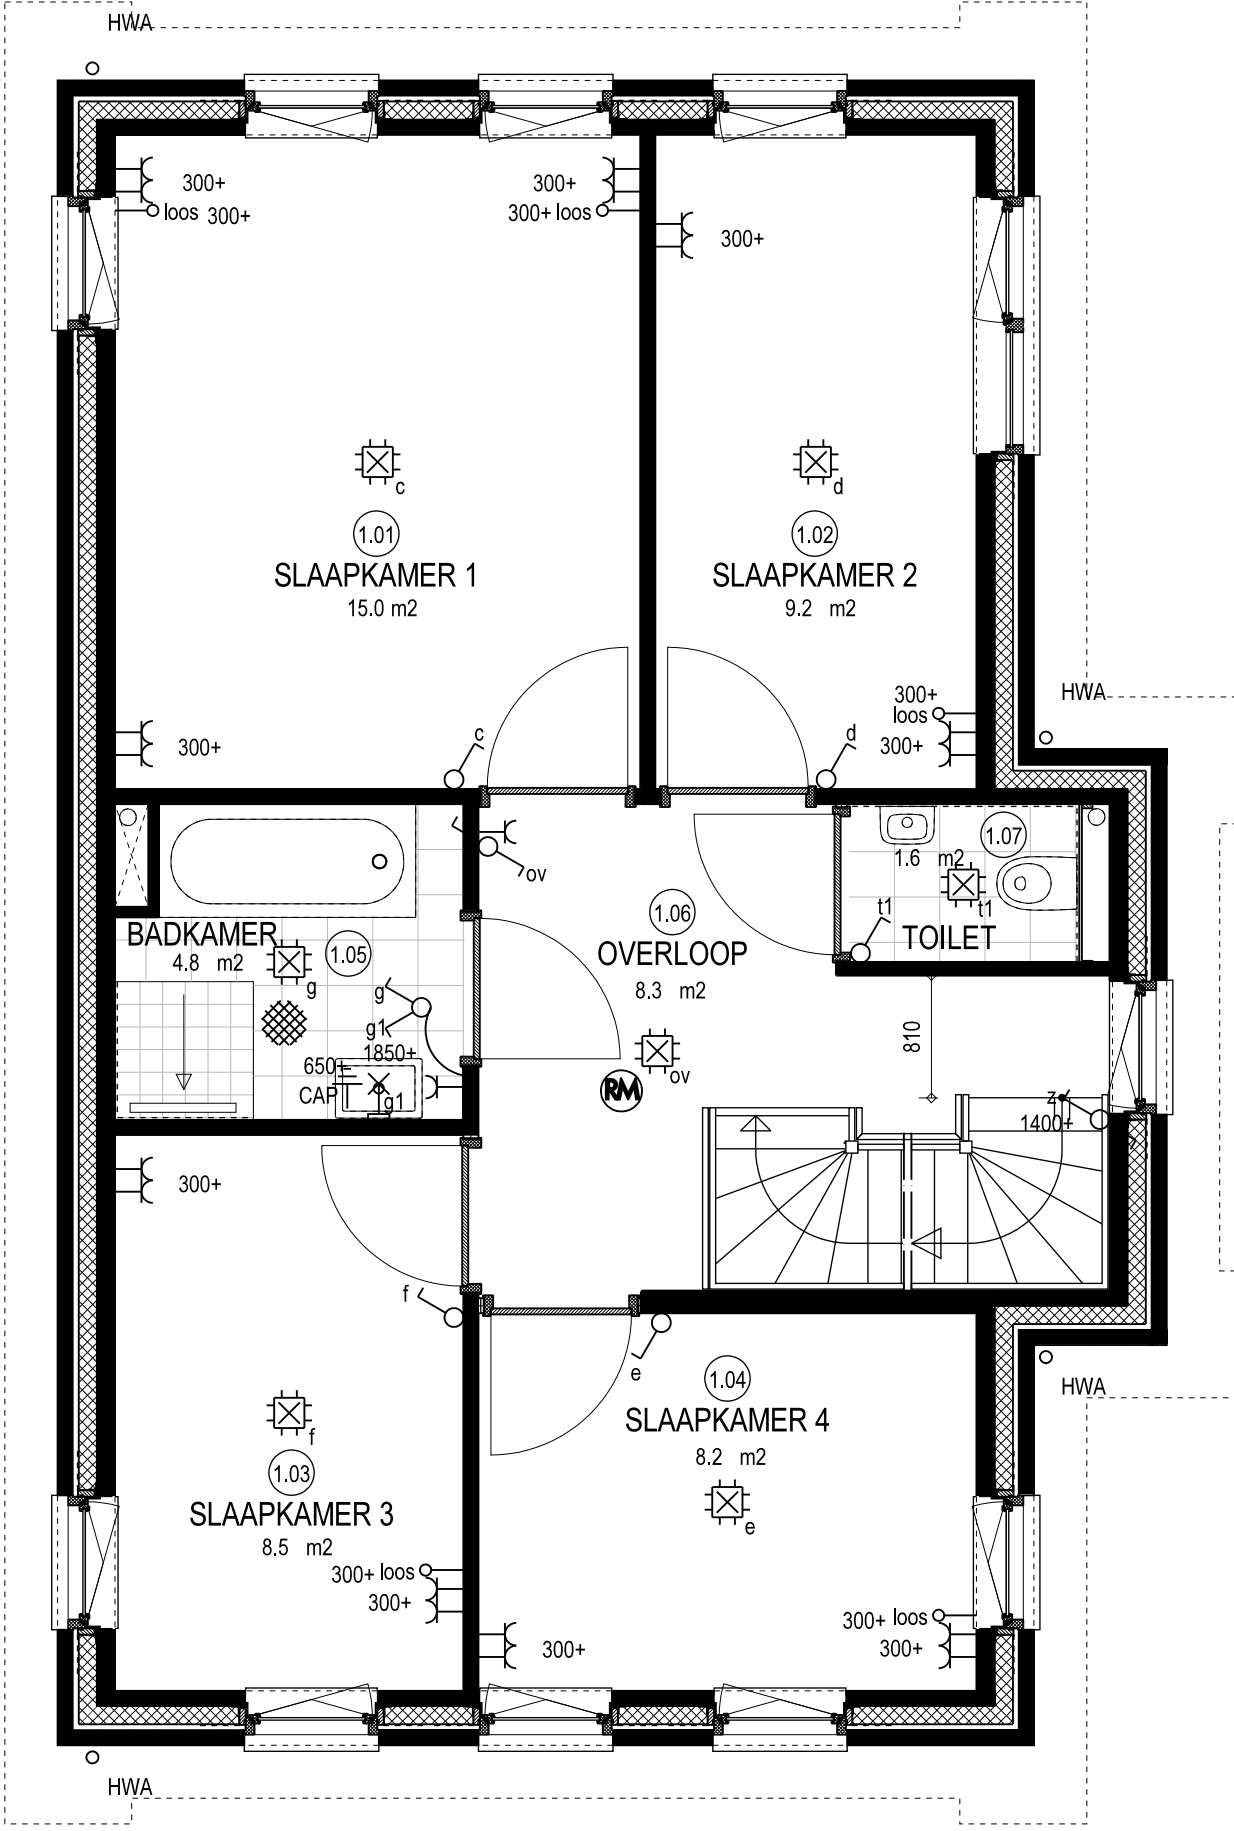 HWA
300+
loos 300+
300+
300+ loos
300+
c
1.01
SLAAPKAMER 1
15.0 m2
d
1.02
SLAAPKAMER 2
9.2 m2
300+
c
d
300+
loos
300+
HWA
ov
1.07
1.6 m2
t1
t1
TOILET
BADKAMER
4.8 m2
1.05
g
g
g1
1850+
650+
CAP
g1
1.06
OVERLOOP
8.3 m2
ov
RM
810
z
1400+
300+
f
f
1.03
SLAAPKAMER 3
8.5 m2
300+ loos
300+
e
1.04
SLAAPKAMER 4
8.2 m2
e
300+
300+ loos
300+
HWA
HWA